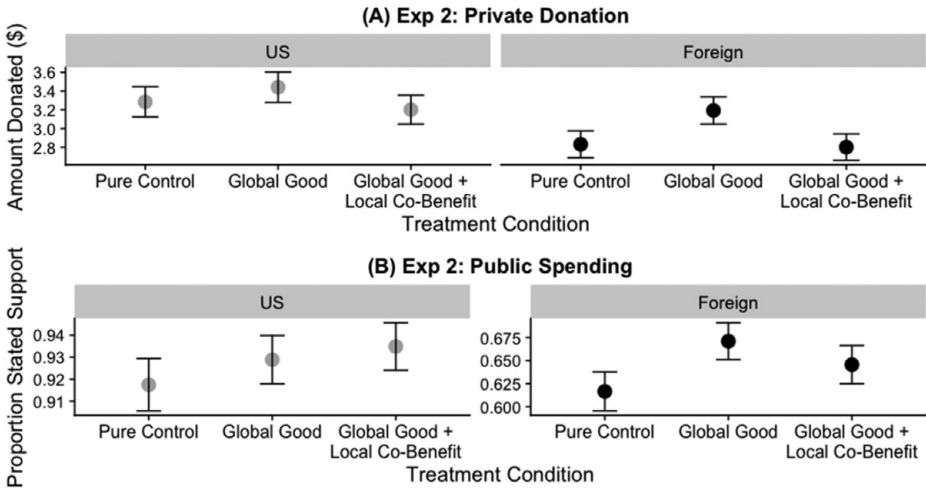 (A) Exp 2: Private Donation
Amount Donated ($)
US
Foreign
3.6
3.4
3.2
3.0
2.8
Pure Control
Global Good
Global Good +
Local Co-Benefit
Pure Control
Global Good
Global Good +
Local Co-Benefit
Treatment Condition
(B) Exp 2: Public Spending
Proportion Stated Support
US
Foreign
0.94
0.93
0.92
0.91
0.675
0.650
0.625
0.600
Pure Control
Global Good
Global Good +
Local Co-Benefit
Pure Control
Global Good
Global Good +
Local Co-Benefit
Treatment Condition